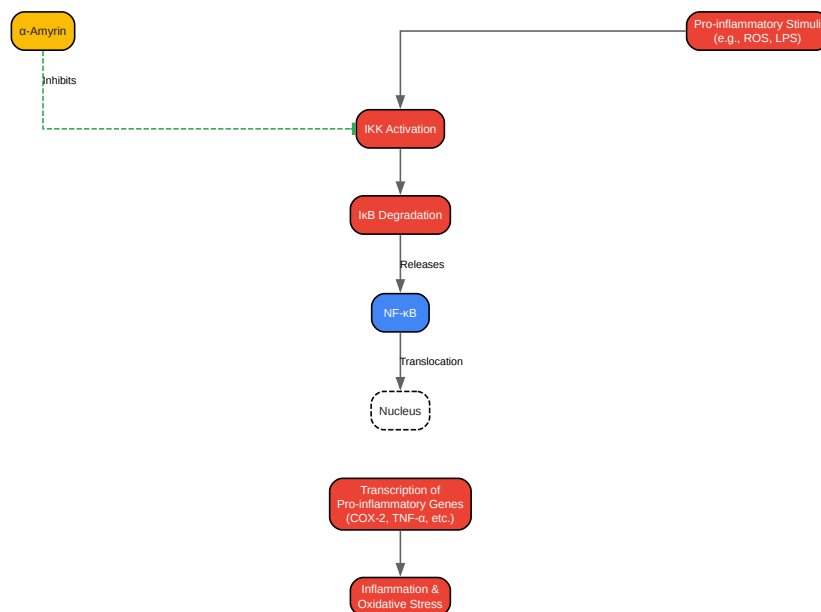 α-Amyrin
Pro-inflammatory Stimuli
(e.g., ROS, LPS)
Inhibits
IKK Activation
IκB Degradation
Releases
NF-κB
Translocation
Nucleus
Transcription of
Pro-inflammatory Genes
(COX-2, TNF-α, etc.)
Inflammation &
Oxidative Stress